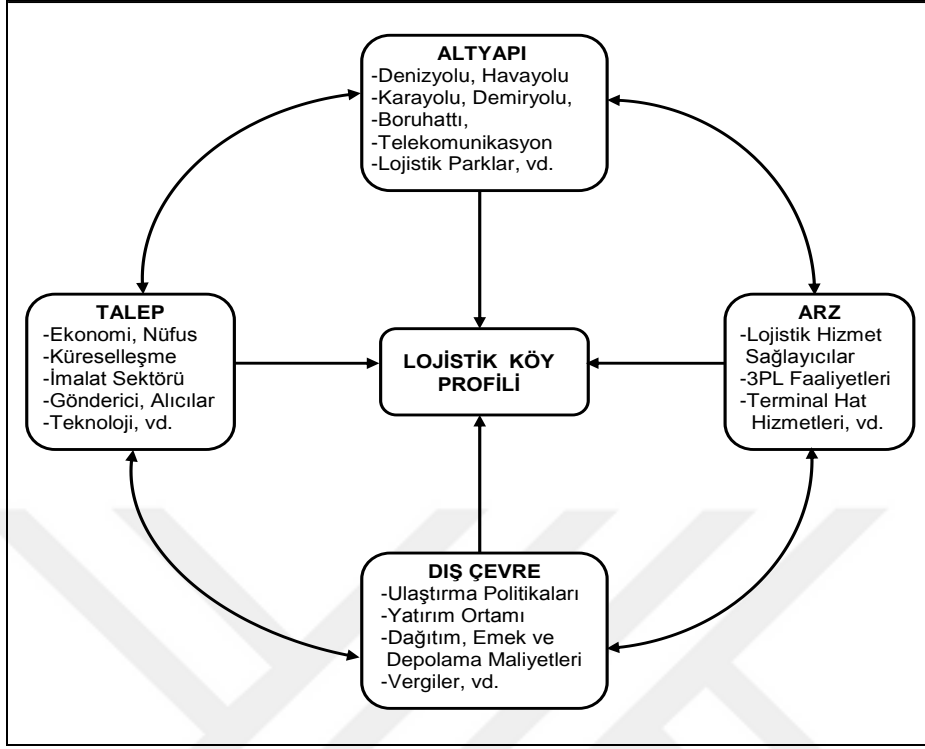 ALTYAPI
-Denizyolu, Havayolu
-Karayolu, Demiryolu,
-Boruhattı,
-Telekomunikasyon
-Lojistik Parklar, vd.
TALEP
-Ekonomi, Nüfus
-Küreselleşme
-İmalat Sektörü
-Gönderici, Alıcılar
-Teknoloji, vd.
LOJİSTİK KÖY
PROFİLİ
ARZ
-Lojistik Hizmet
Sağlayıcılar
-3PL Faaliyetleri
-Terminal Hat
Hizmetleri, vd.
DIŞ ÇEVRE
-Ulaştırma Politikaları
-Yatırım Ortamı
-Dağıtım, Emek ve
Depolama Maliyetleri
-Vergiler, vd.